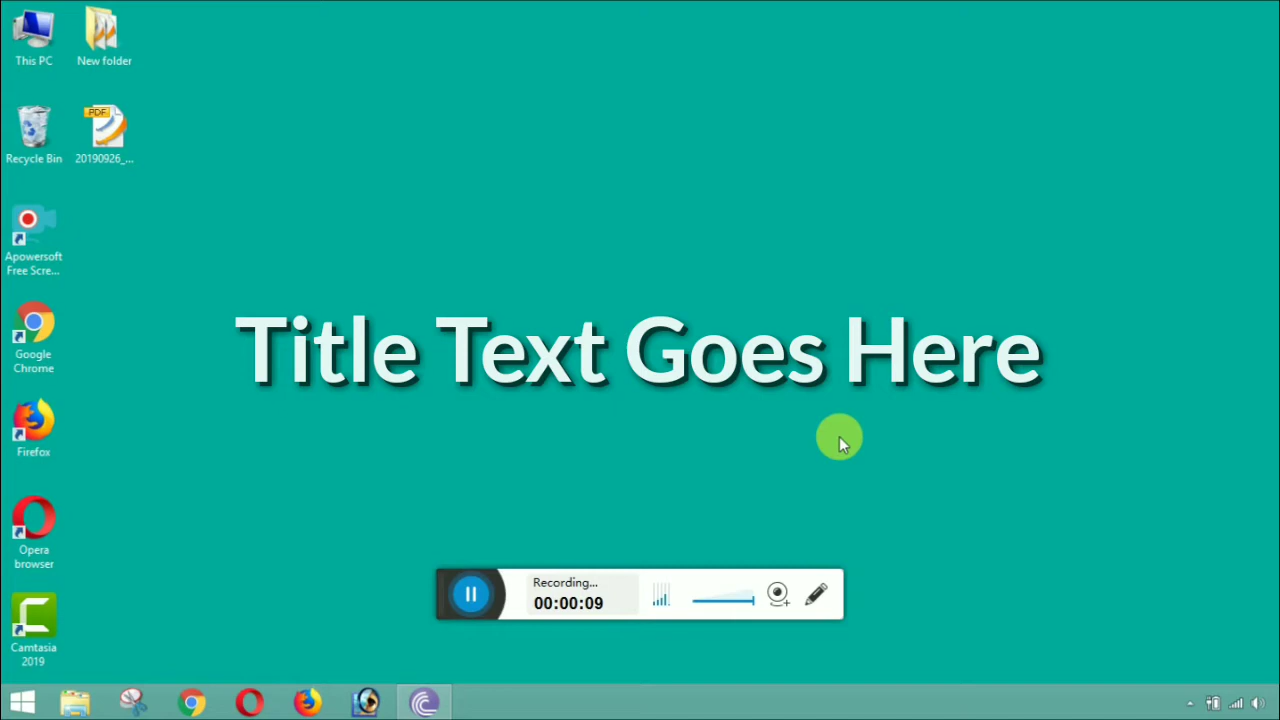 This PC
New folder
Recycle Bin
PDF
20190926_...
Apowersoft
Free Scre...
Google
Chrome
Title Text Goes Here
Firefox
Opera
browser
Recording...
00:00:09
Camtasia
2019